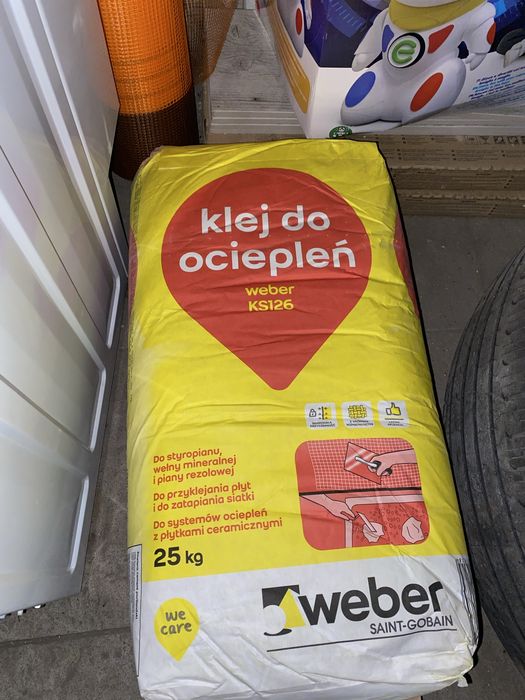 klej do
ociepleń
weber
KS126
Do styropianu,
wełny mineralnej
i piany rezolowej
Do przyklejania płyt
i do zatapiania siatki
Do systemów ociepleń
z płytkami ceramicznymi
25 kg
we
care
weber
SAINT-GOBAIN